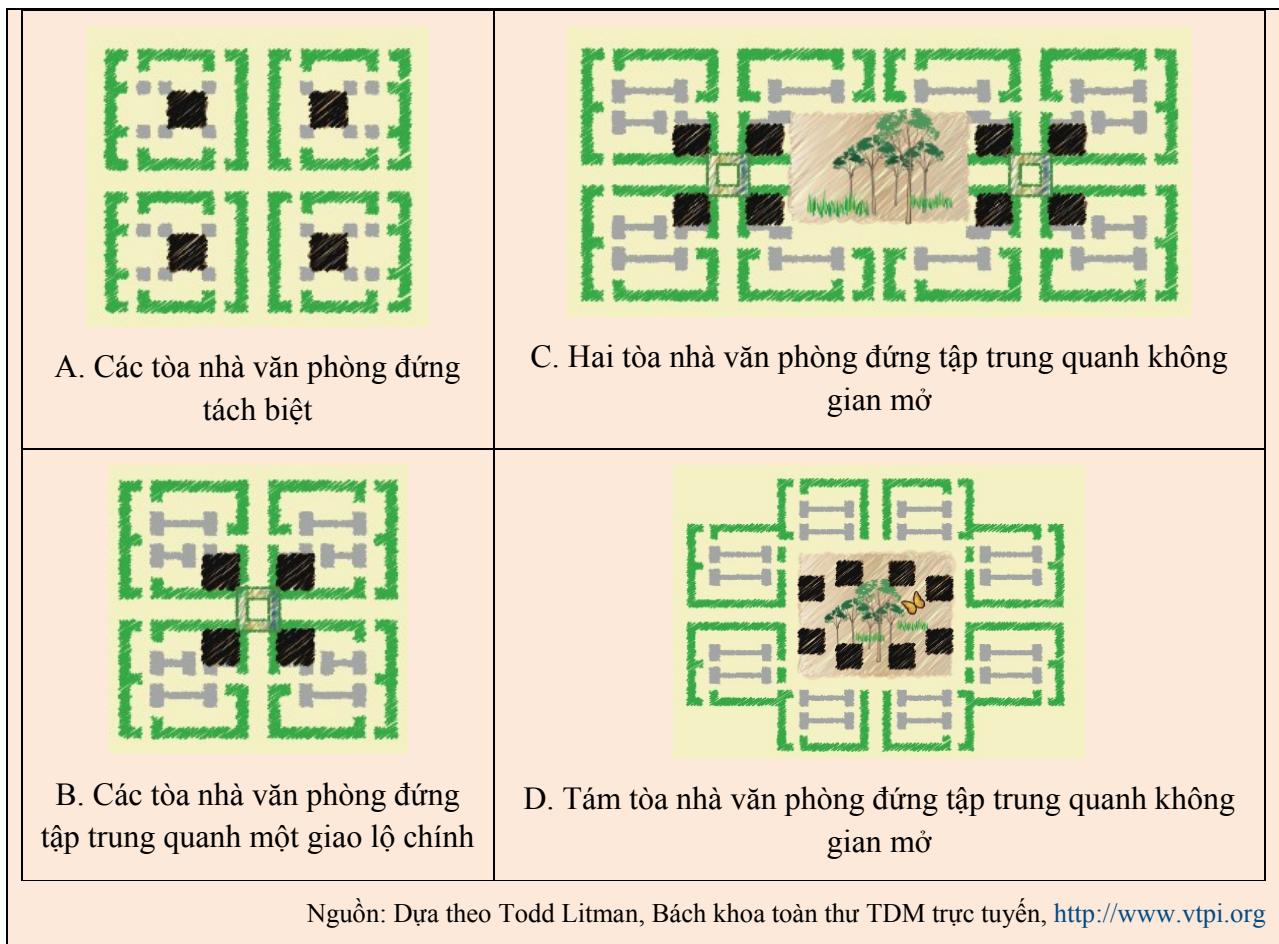 A. Các tòa nhà văn phòng đứng
tách biệt
C. Hai tòa nhà văn phòng đứng tập trung quanh không
gian mở
B. Các tòa nhà văn phòng đứng
tập trung quanh một giao lộ chính
D. Tám tòa nhà văn phòng đứng tập trung quanh không
gian mở
Nguồn: Dựa theo Todd Litman, Bách khoa toàn thư TDM trực tuyến, http://www.vtpi.org